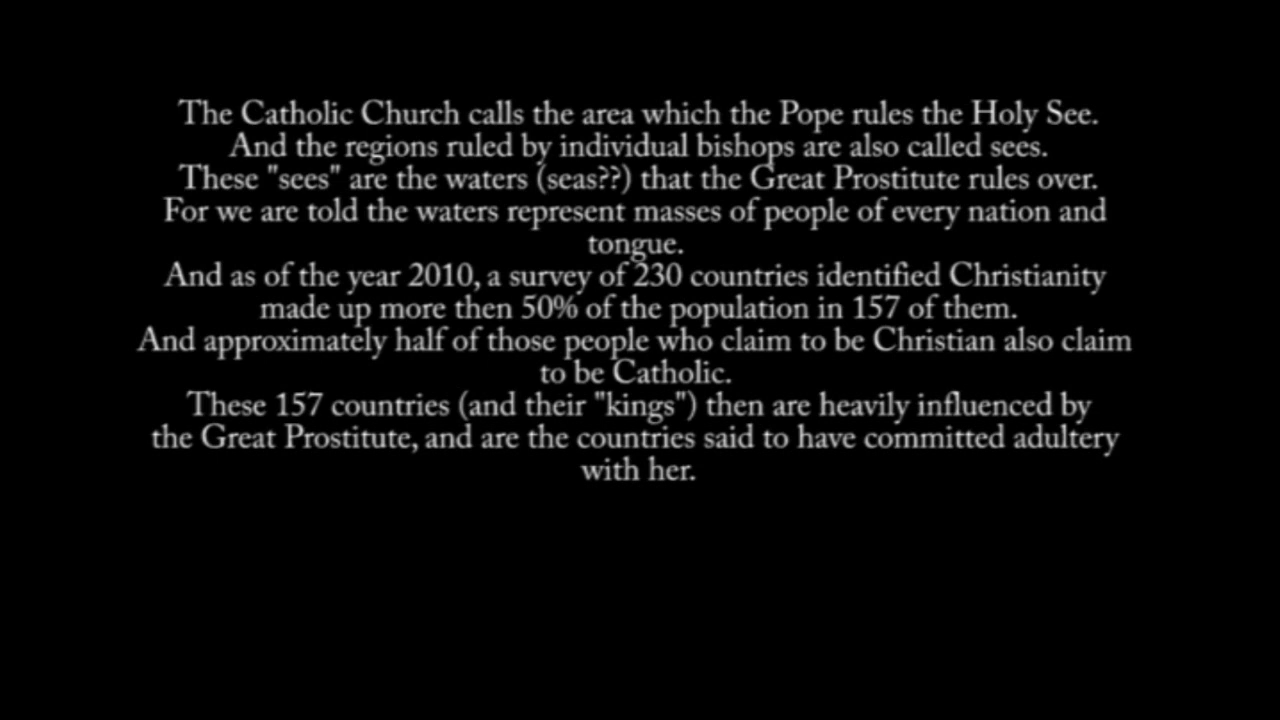 The Catholic Church calls the area which the Pope rules the Holy See.
And the regions ruled by individual bishops are also called sees.
These "sees" are the waters (seas??) that the Great Prostitute rules over.
For we are told the waters represent masses of people of every nation and
tongue.
And as of the year 2010, a survey of 230 countries identified Christianity
made up more then 50% of the population in 157 of them.
And approximately half of those people who claim to be Christian also claim
to be Catholic.
These 157 countries (and their "kings") then are heavily influenced by
the Great Prostitute, and are the countries said to have committed adultery
with her.